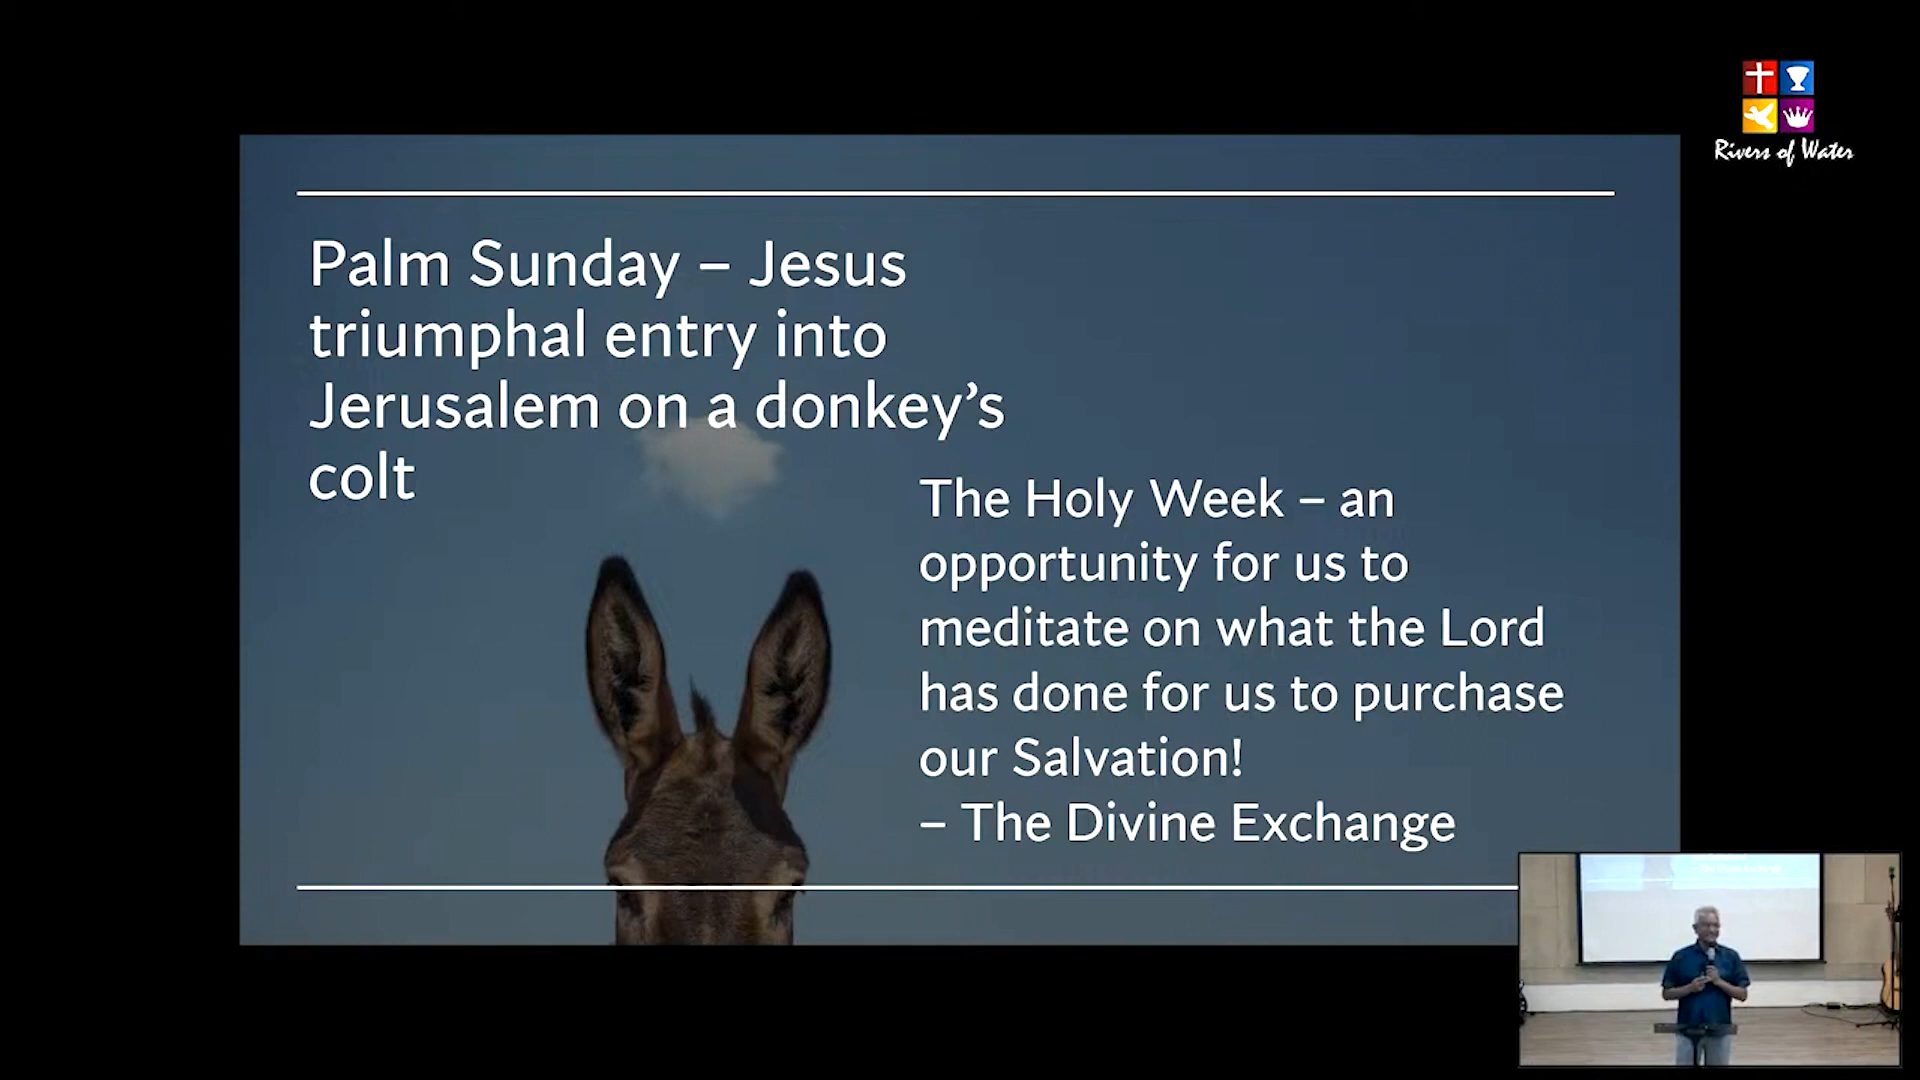 Rivers of Water
Palm Sunday – Jesus
triumphal entry into
Jerusalem on a donkey’s
colt
The Holy Week – an
opportunity for us to
meditate on what the Lord
has done for us to purchase
our Salvation!
– The Divine Exchange